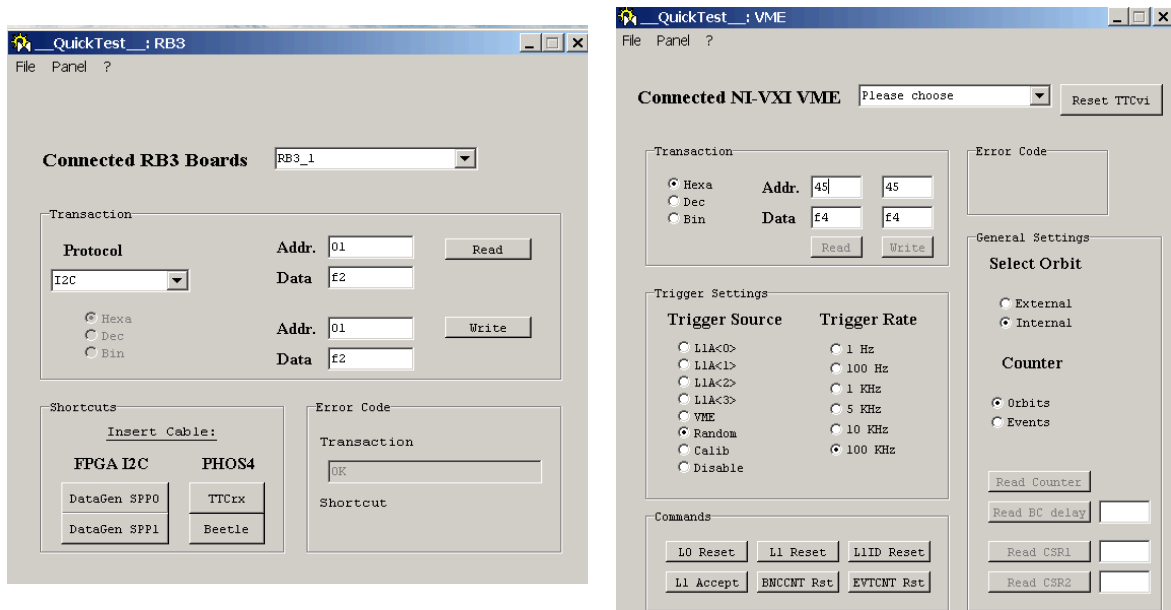 __QuickTest__: RB3
File Panel ?
Connected RB3 Boards RB3_1
Transaction
Protocol
I2C
Hexa
Dec
Bin
Addr. 01 Read
Data f2
Addr. 01 Write
Data f2
Shortcuts
Insert Cable:
FPGA I2C PHOS4
DataGen SPP0 TTCrx
DataGen SPP1 Beetle
Error Code
Transaction
OK
Shortcut
__QuickTest__: VME
File Panel ?
Connected NI-VXI VME Please choose Reset TTCvi
Transaction
Hexa
Dec
Bin
Addr. 45 45
Data f4 f4
Read Write
Error Code
Trigger Settings
Trigger Source
L1A<0>
L1A<1>
L1A<2>
L1A<3>
VME
Random
Calib
Disable
Trigger Rate
1 Hz
100 Hz
1 KHz
5 KHz
10 KHz
100 KHz
General Settings
Select Orbit
External
Internal
Counter
Orbits
Events
Read Counter
Read BC delay
Read CSR1
Read CSR2
Commands
L0 Reset L1 Reset L1ID Reset
L1 Accept BNCCNT Rst EVTCNT Rst